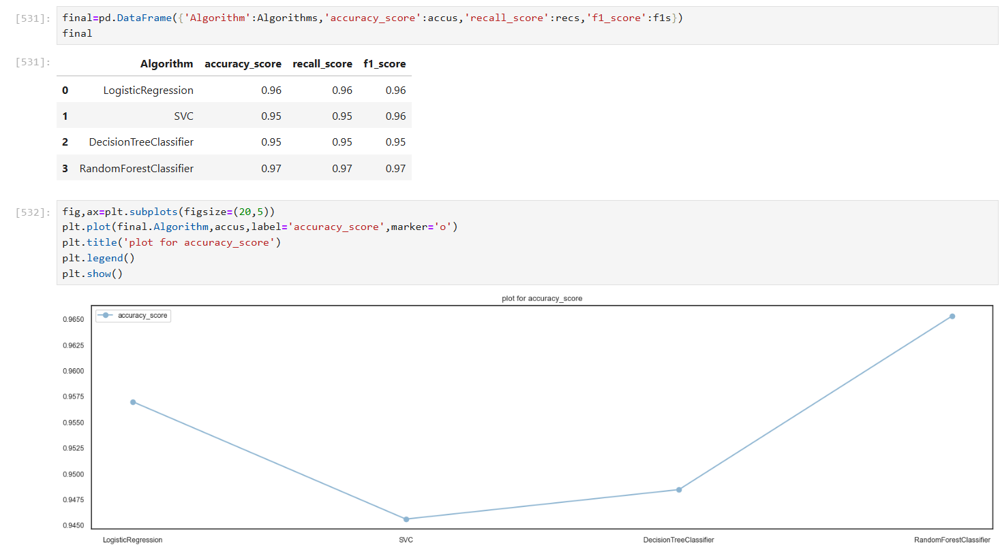 [531]: final=pd.DataFrame({'Algorithm':Algorithms,'accuracy_score':accus,'recall_score':recs,'f1_score':f1s})
final
[531]: Algorithm accuracy_score recall_score f1_score
0 LogisticRegression 0.96 0.96 0.96
1 SVC 0.95 0.95 0.96
2 DecisionTreeClassifier 0.95 0.95 0.95
3 RandomForestClassifier 0.97 0.97 0.97
[532]: fig,ax=plt.subplots(figsize=(20,5))
plt.plot(final.Algorithm,accus,label='accuracy_score',marker='o')
plt.title('plot for accuracy_score')
plt.legend()
plt.show()
plot for accuracy_score
accuracy_score
0.9650
0.9625
0.9600
0.9575
0.9550
0.9525
0.9500
0.9475
0.9450
LogisticRegression SVC DecisionTreeClassifier RandomForestClassifier